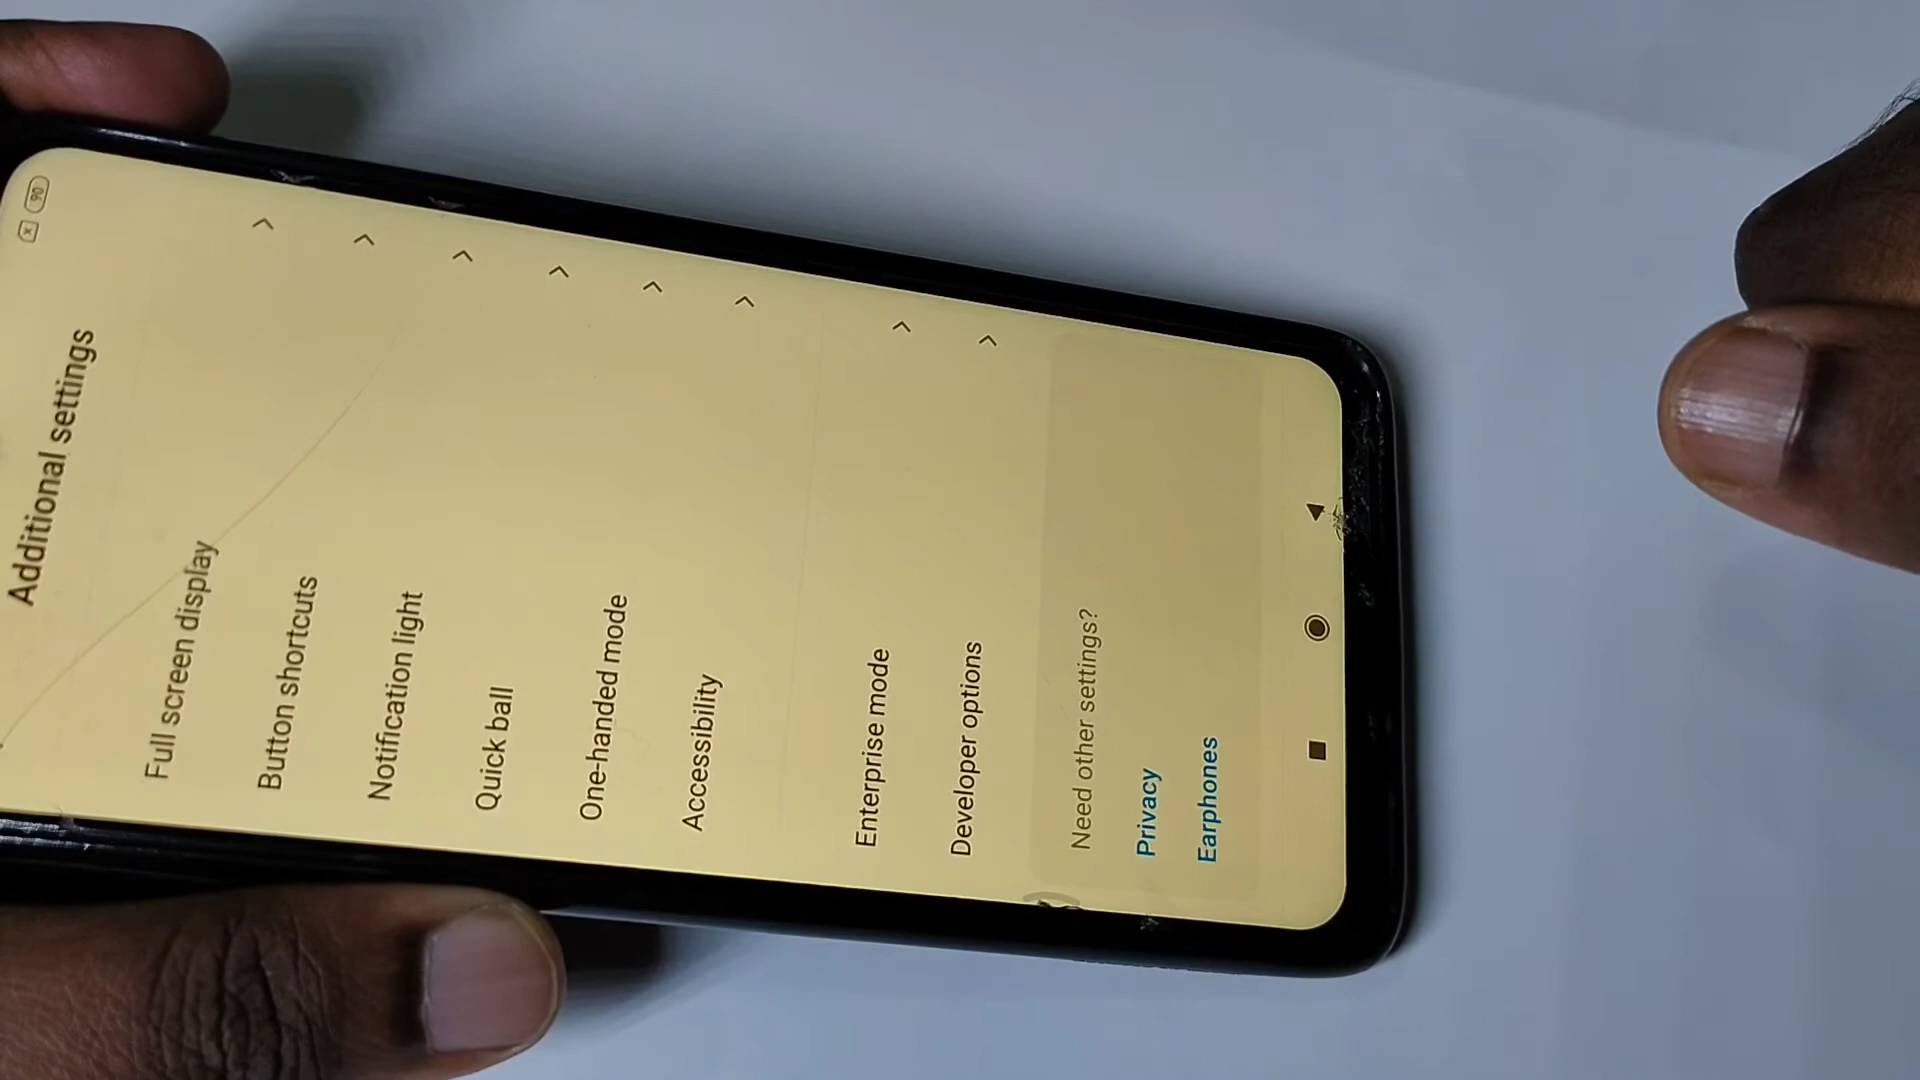 90
Additional settings
Full screen display
Button shortcuts
Notification light
Quick ball
One-handed mode
Accessibility
Enterprise mode
Developer options
Need other settings?
Privacy
Earphones